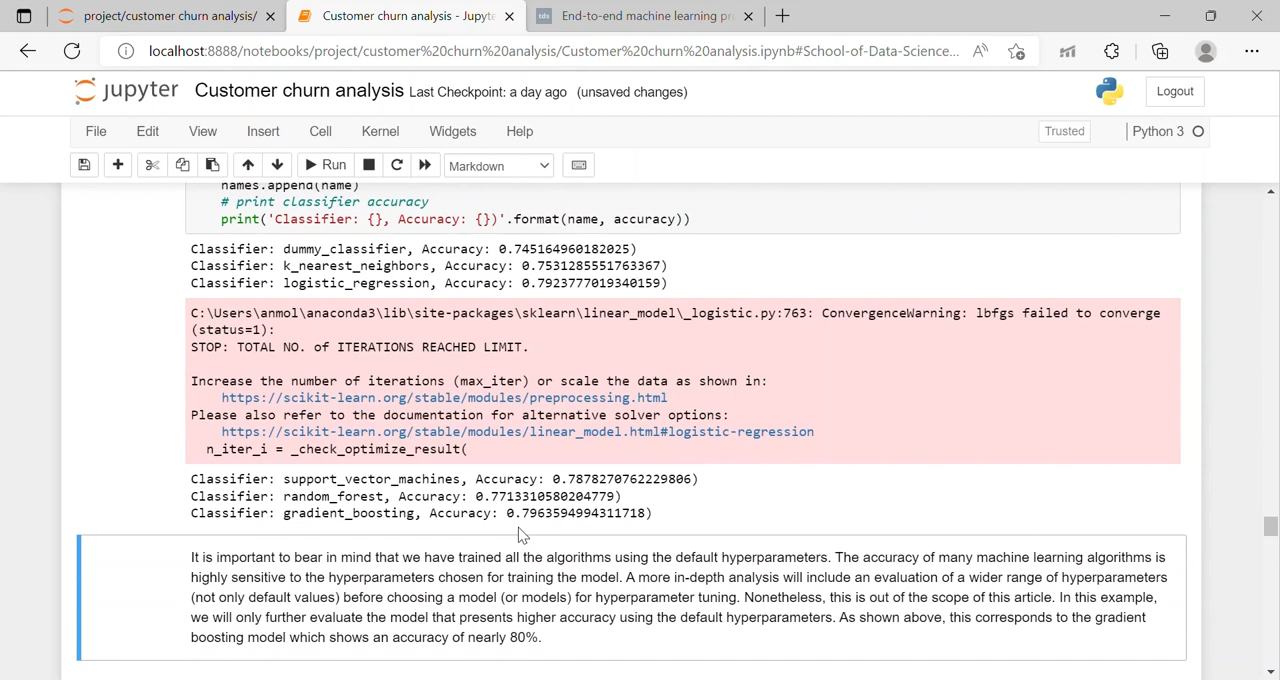 project/customer churn analysis/
Customer churn analysis - Jupyte
tds End-to-end machine learning pr
localhost:8888/notebooks/project/customer%20churn%20analysis/Customer%20churn%20analysis.ipynb#School-of-Data-Science...
jupyter Customer churn analysis Last Checkpoint: a day ago (unsaved changes)
Logout
File Edit View Insert Cell Kernel Widgets Help
Trusted Python 3
Run Markdown
names.append(name)
# print classifier accuracy
print('Classifier: {}, Accuracy: {})'.format(name, accuracy))
Classifier: dummy_classifier, Accuracy: 0.745164960182025)
Classifier: k_nearest_neighbors, Accuracy: 0.7531285551763367)
Classifier: logistic_regression, Accuracy: 0.7923777019340159)
C:\Users\anmol\anaconda3\lib\site-packages\sklearn\linear_model\_logistic.py:763: ConvergenceWarning: lbfgs failed to converge
(status=1):
STOP: TOTAL NO. of ITERATIONS REACHED LIMIT.
Increase the number of iterations (max_iter) or scale the data as shown in:
https://scikit-learn.org/stable/modules/preprocessing.html
Please also refer to the documentation for alternative solver options:
https://scikit-learn.org/stable/modules/linear_model.html#logistic-regression
n_iter_i = _check_optimize_result(
Classifier: support_vector_machines, Accuracy: 0.7878270762229806)
Classifier: random_forest, Accuracy: 0.7713310580204779)
Classifier: gradient_boosting, Accuracy: 0.7963594994311718)
It is important to bear in mind that we have trained all the algorithms using the default hyperparameters. The accuracy of many machine learning algorithms is
highly sensitive to the hyperparameters chosen for training the model. A more in-depth analysis will include an evaluation of a wider range of hyperparameters
(not only default values) before choosing a model (or models) for hyperparameter tuning. Nonetheless, this is out of the scope of this article. In this example,
we will only further evaluate the model that presents higher accuracy using the default hyperparameters. As shown above, this corresponds to the gradient
boosting model which shows an accuracy of nearly 80%.